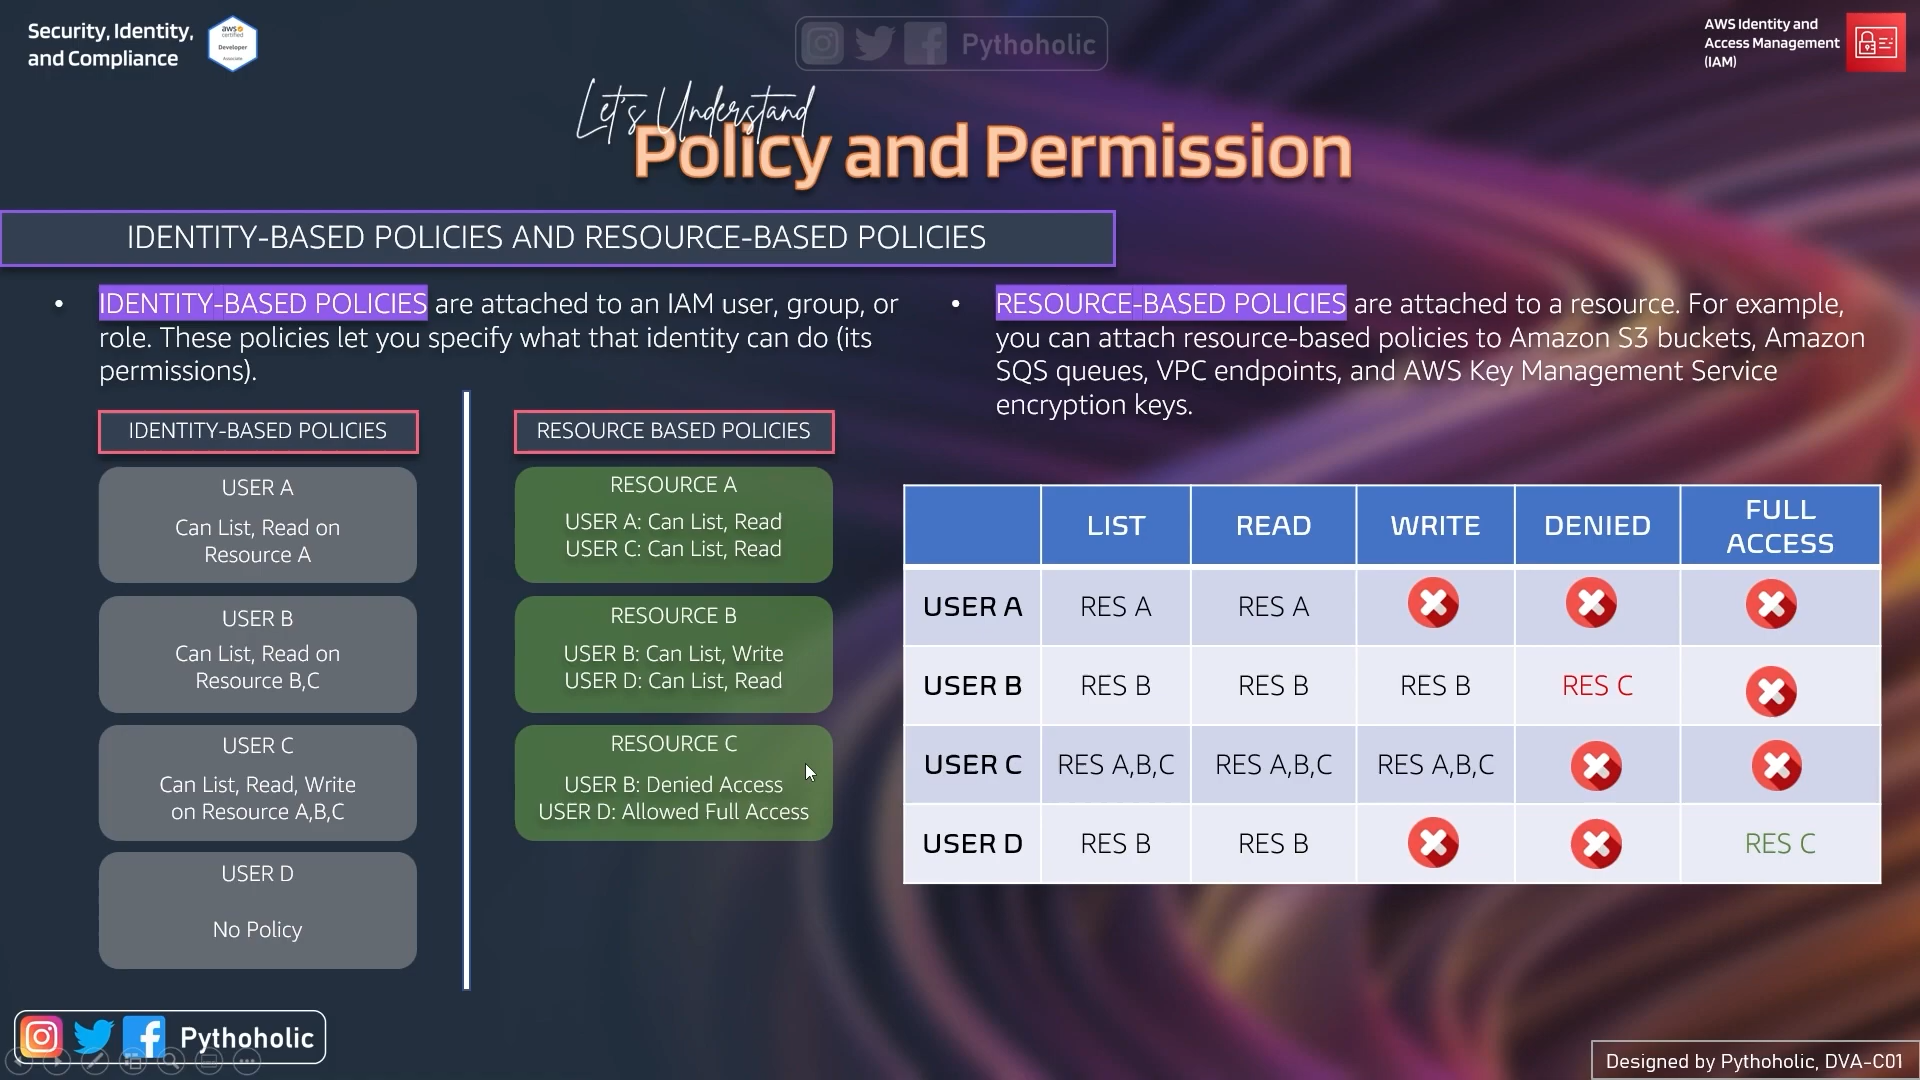 Security, Identity,
and Compliance
aws
certified
Developer
Associate
Pythoholic
AWS Identity and
Access Management
(IAM)
Let's Understand
Policy and Permission
IDENTITY-BASED POLICIES AND RESOURCE-BASED POLICIES
• IDENTITY-BASED POLICIES are attached to an IAM user, group, or
role. These policies let you specify what that identity can do (its
permissions).
• RESOURCE-BASED POLICIES are attached to a resource. For example,
you can attach resource-based policies to Amazon S3 buckets, Amazon
SQS queues, VPC endpoints, and AWS Key Management Service
encryption keys.
IDENTITY-BASED POLICIES
USER A
Can List, Read on
Resource A
USER B
Can List, Read on
Resource B,C
USER C
Can List, Read, Write
on Resource A,B,C
USER D
No Policy
RESOURCE BASED POLICIES
RESOURCE A
USER A: Can List, Read
USER C: Can List, Read
RESOURCE B
USER B: Can List, Write
USER D: Can List, Read
RESOURCE C
USER B: Denied Access
USER D: Allowed Full Access
LIST READ WRITE DENIED FULL ACCESS
USER A RES A RES A
USER B RES B RES B RES B RES C
USER C RES A,B,C RES A,B,C RES A,B,C
USER D RES B RES B RES C
Pythoholic
Designed by Pythoholic, DVA-C01